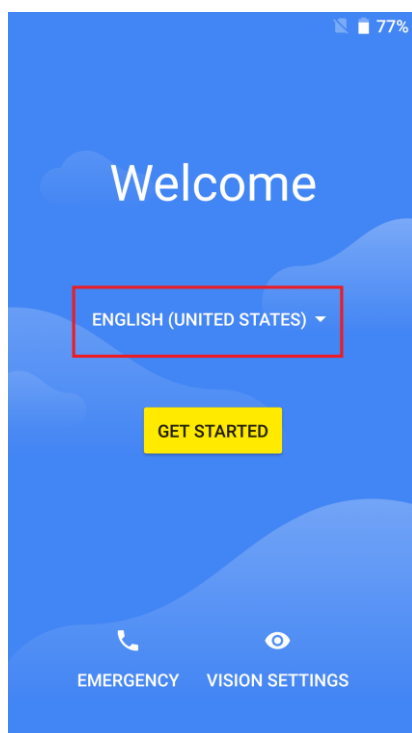 77%
Welcome
ENGLISH (UNITED STATES)
GET STARTED
EMERGENCY VISION SETTINGS